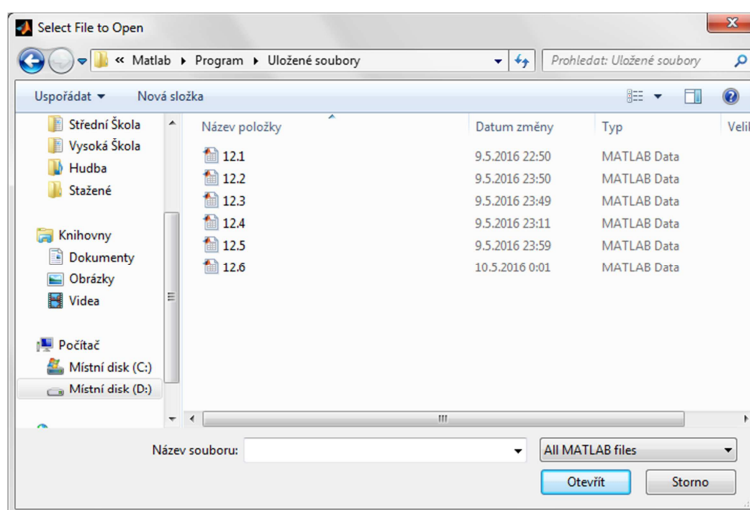 Select File to Open
« Matlab Program Uložené soubory
Prohledat: Uložené soubory
Uspořádat Nová složka
Střední Škola
Vysoká Škola
Hudba
Stažené
Knihovny
Dokumenty
Obrázky
Videa
Počítač
Místní disk (C:)
Místní disk (D:)
Název položky Datum změny Typ Veli
12.1 9.5.2016 22:50 MATLAB Data
12.2 9.5.2016 23:50 MATLAB Data
12.3 9.5.2016 23:49 MATLAB Data
12.4 9.5.2016 23:11 MATLAB Data
12.5 9.5.2016 23:59 MATLAB Data
12.6 10.5.2016 0:01 MATLAB Data
Název souboru: All MATLAB files
Otevřít Storno